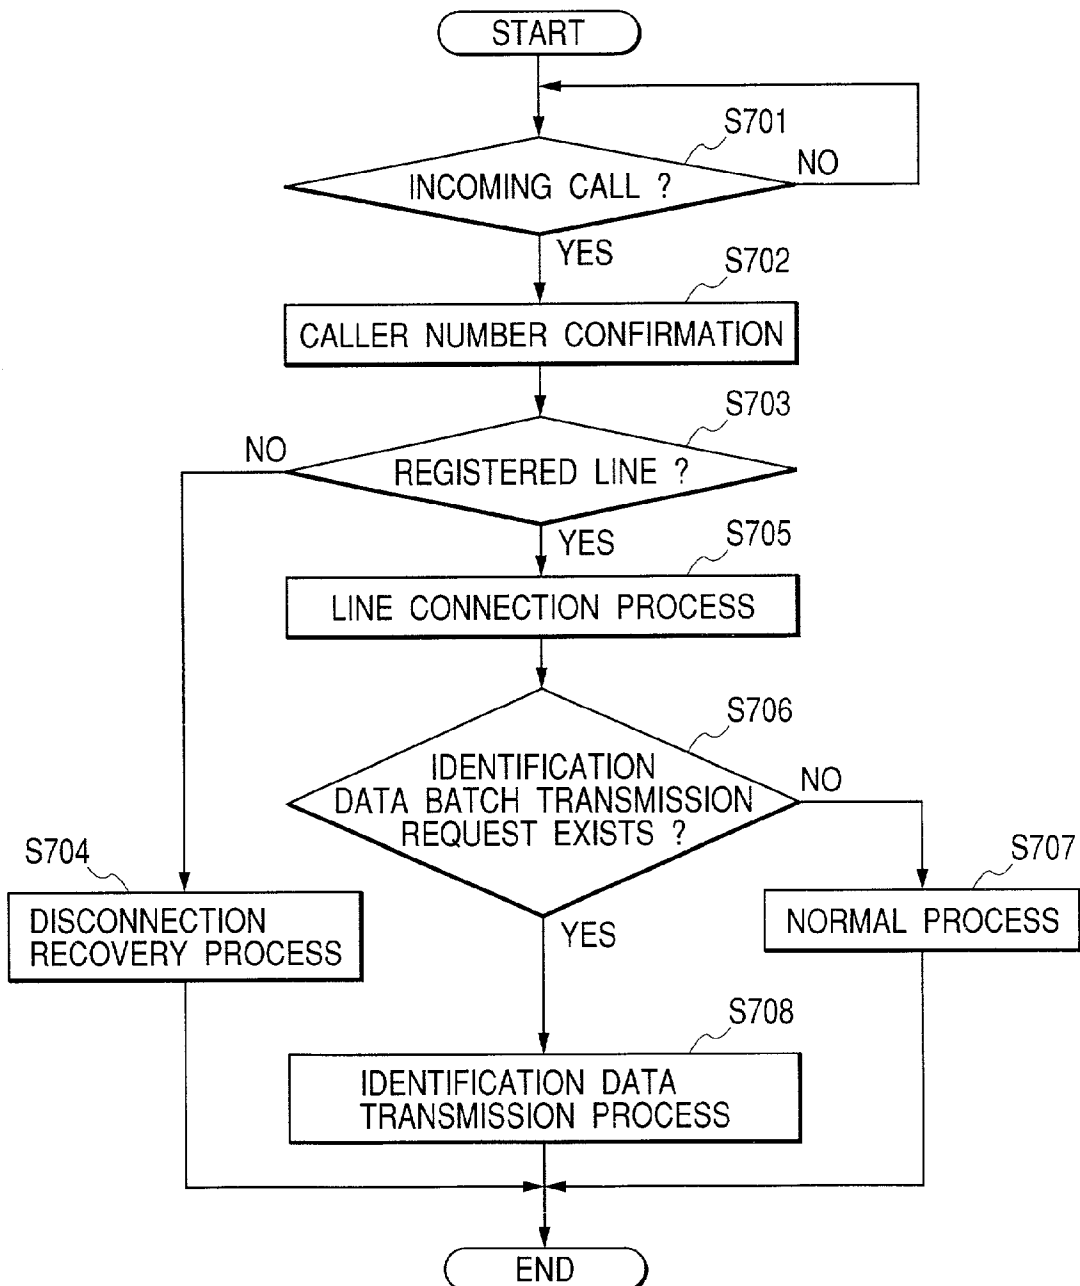 START
S701
INCOMING CALL ?
NO
YES
S702
CALLER NUMBER CONFIRMATION
S703
NO
REGISTERED LINE ?
YES
S705
LINE CONNECTION PROCESS
S706
IDENTIFICATION
DATA BATCH TRANSMISSION
REQUEST EXISTS ?
NO
YES
S704
DISCONNECTION
RECOVERY PROCESS
S707
NORMAL PROCESS
S708
IDENTIFICATION DATA
TRANSMISSION PROCESS
END